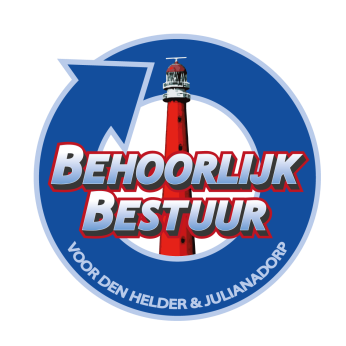 BEHOORLIJK
BESTUUR
VOOR DEN HELDER & JULIANADORP